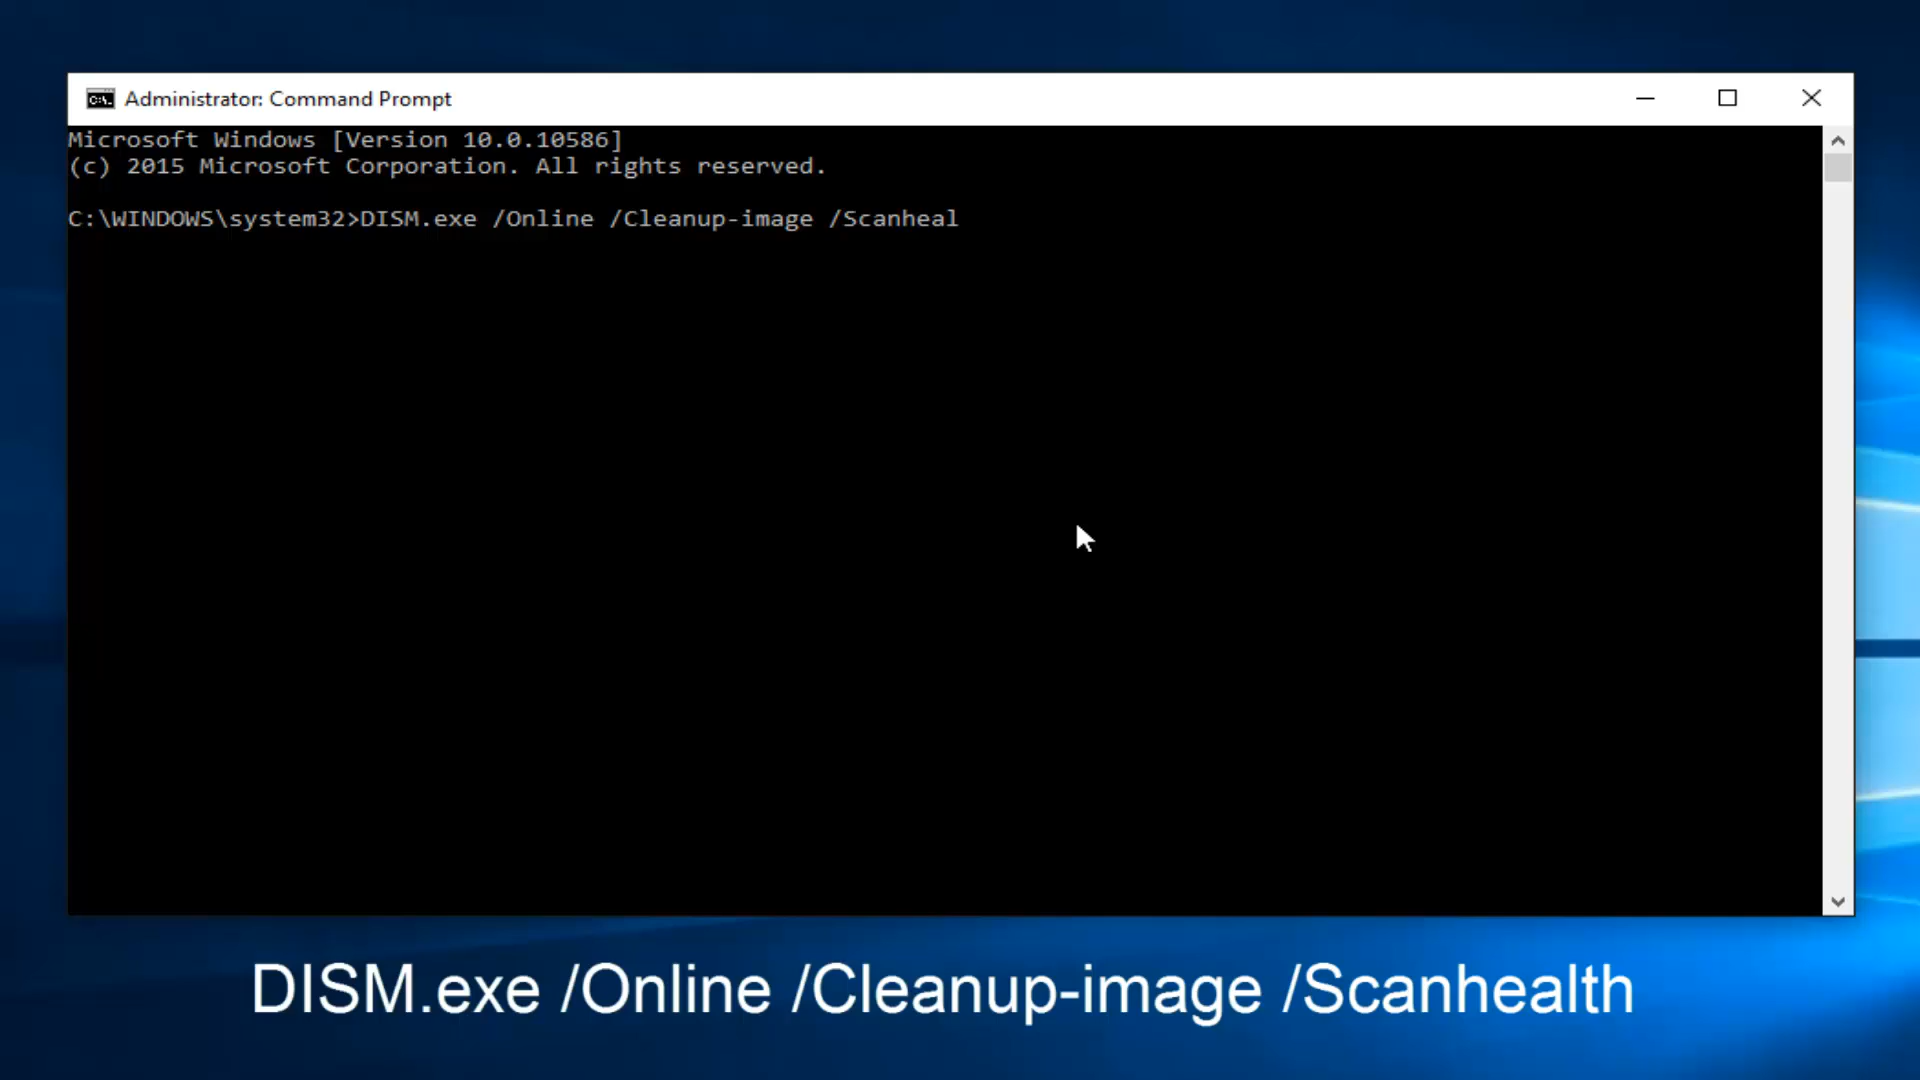 Administrator: Command Prompt
Microsoft Windows [Version 10.0.10586]
(c) 2015 Microsoft Corporation. All rights reserved.
C:\WINDOWS\system32>DISM.exe /Online /Cleanup-image /Scanheal
DISM.exe /Online /Cleanup-image /Scanhealth